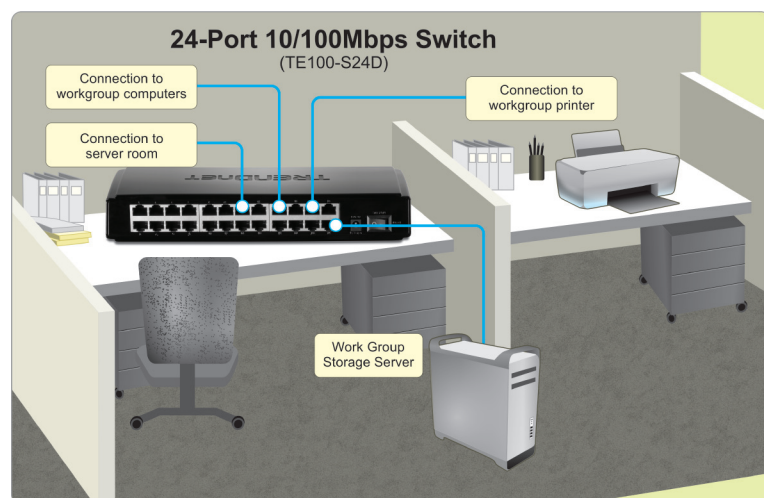 24-Port 10/100Mbps Switch
(TE100-S24D)
Connection to
workgroup computers
Connection to
workgroup printer
Connection to
server room
TRENDNET
Work Group
Storage Server